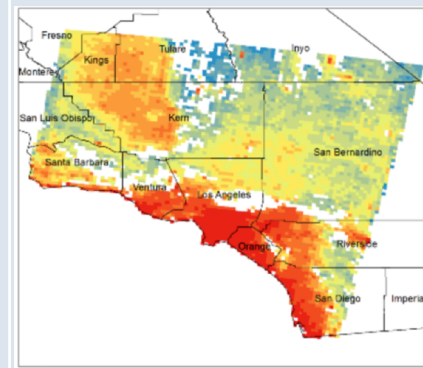 Fresno
Kings
Tulare
Inyo
Monterey
San Luis Obispo
Kern
San Bernardino
Santa Barbara
Ventura
Los Angeles
Orange
Riverside
San Diego
Imperia